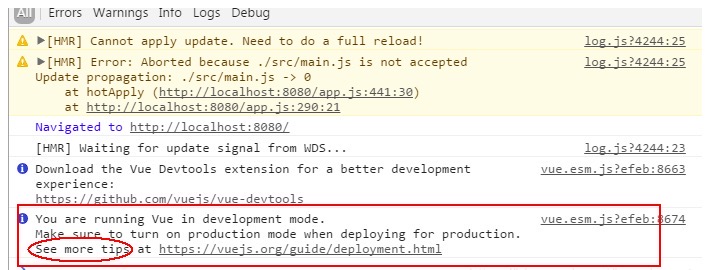 All Errors Warnings Info Logs Debug
[HMR] Cannot apply update. Need to do a full reload! log.js?4244:25
[HMR] Error: Aborted because ./src/main.js is not accepted log.js?4244:25
Update propagation: ./src/main.js -> 0
at hotApply (http://localhost:8080/app.js:441:30)
at http://localhost:8080/app.js:290:21
Navigated to http://localhost:8080/
[HMR] Waiting for update signal from WDS... log.js?4244:23
Download the Vue Devtools extension for a better development vue.esm.js?efeb:8663
experience:
https://github.com/vuejs/vue-devtools
You are running Vue in development mode. vue.esm.js?efeb:8674
Make sure to turn on production mode when deploying for production.
See more tips at https://vuejs.org/guide/deployment.html